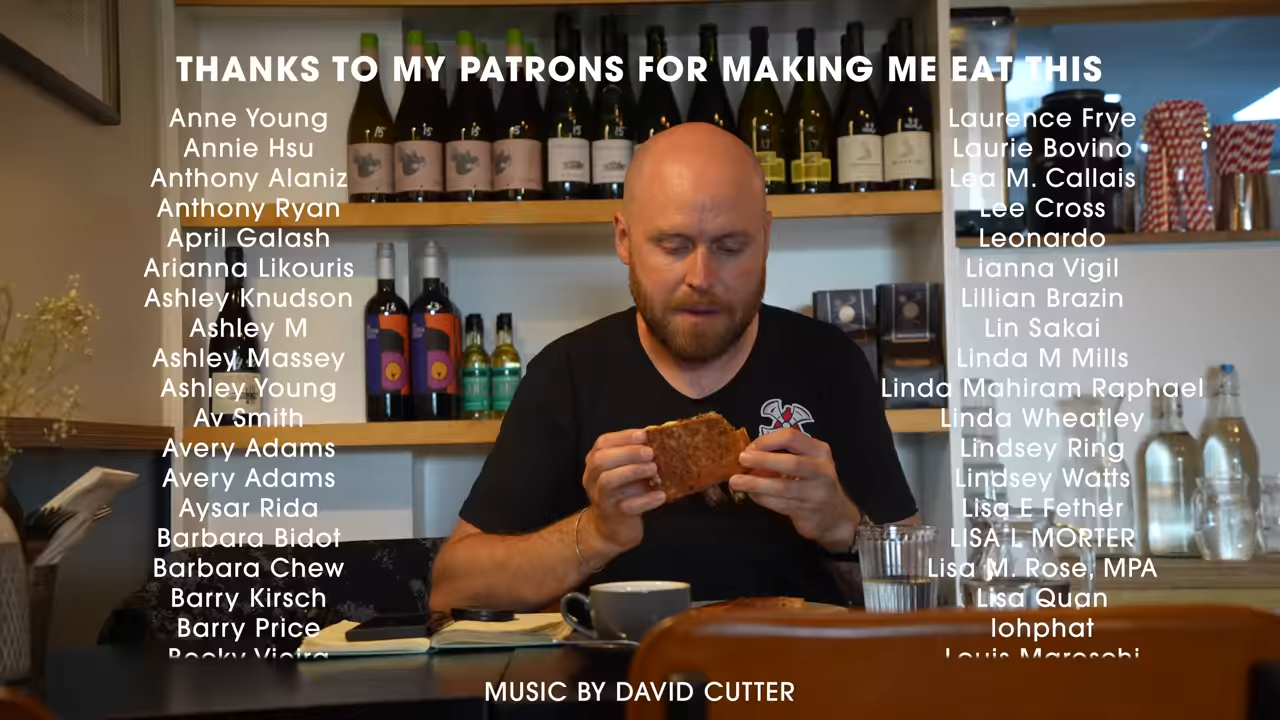 THANKS TO MY PATRONS FOR MAKING ME EAT THIS
Anne Young
Annie Hsu
Anthony Alaniz
Anthony Ryan
April Galash
Arianna Likouris
Ashley Knudson
Ashley M
Ashley Massey
Ashley Young
Av Smith
Avery Adams
Avery Adams
Aysar Rida
Barbara Bidot
Barbara Chew
Barry Kirsch
Barry Price
Becky Vieira
Laurence Frye
Laurie Bovino
Lea M. Callais
Lee Cross
Leonardo
Lianna Vigil
Lillian Brazin
Lin Sakai
Linda M Mills
Linda Mahiram Raphael
Linda Wheatley
Lindsey Ring
Lindsey Watts
Lisa E Fether
LISA L MORTER
Lisa M. Rose, MPA
Lisa Quan
lohphat
Louis Mareschi
MUSIC BY DAVID CUTTER